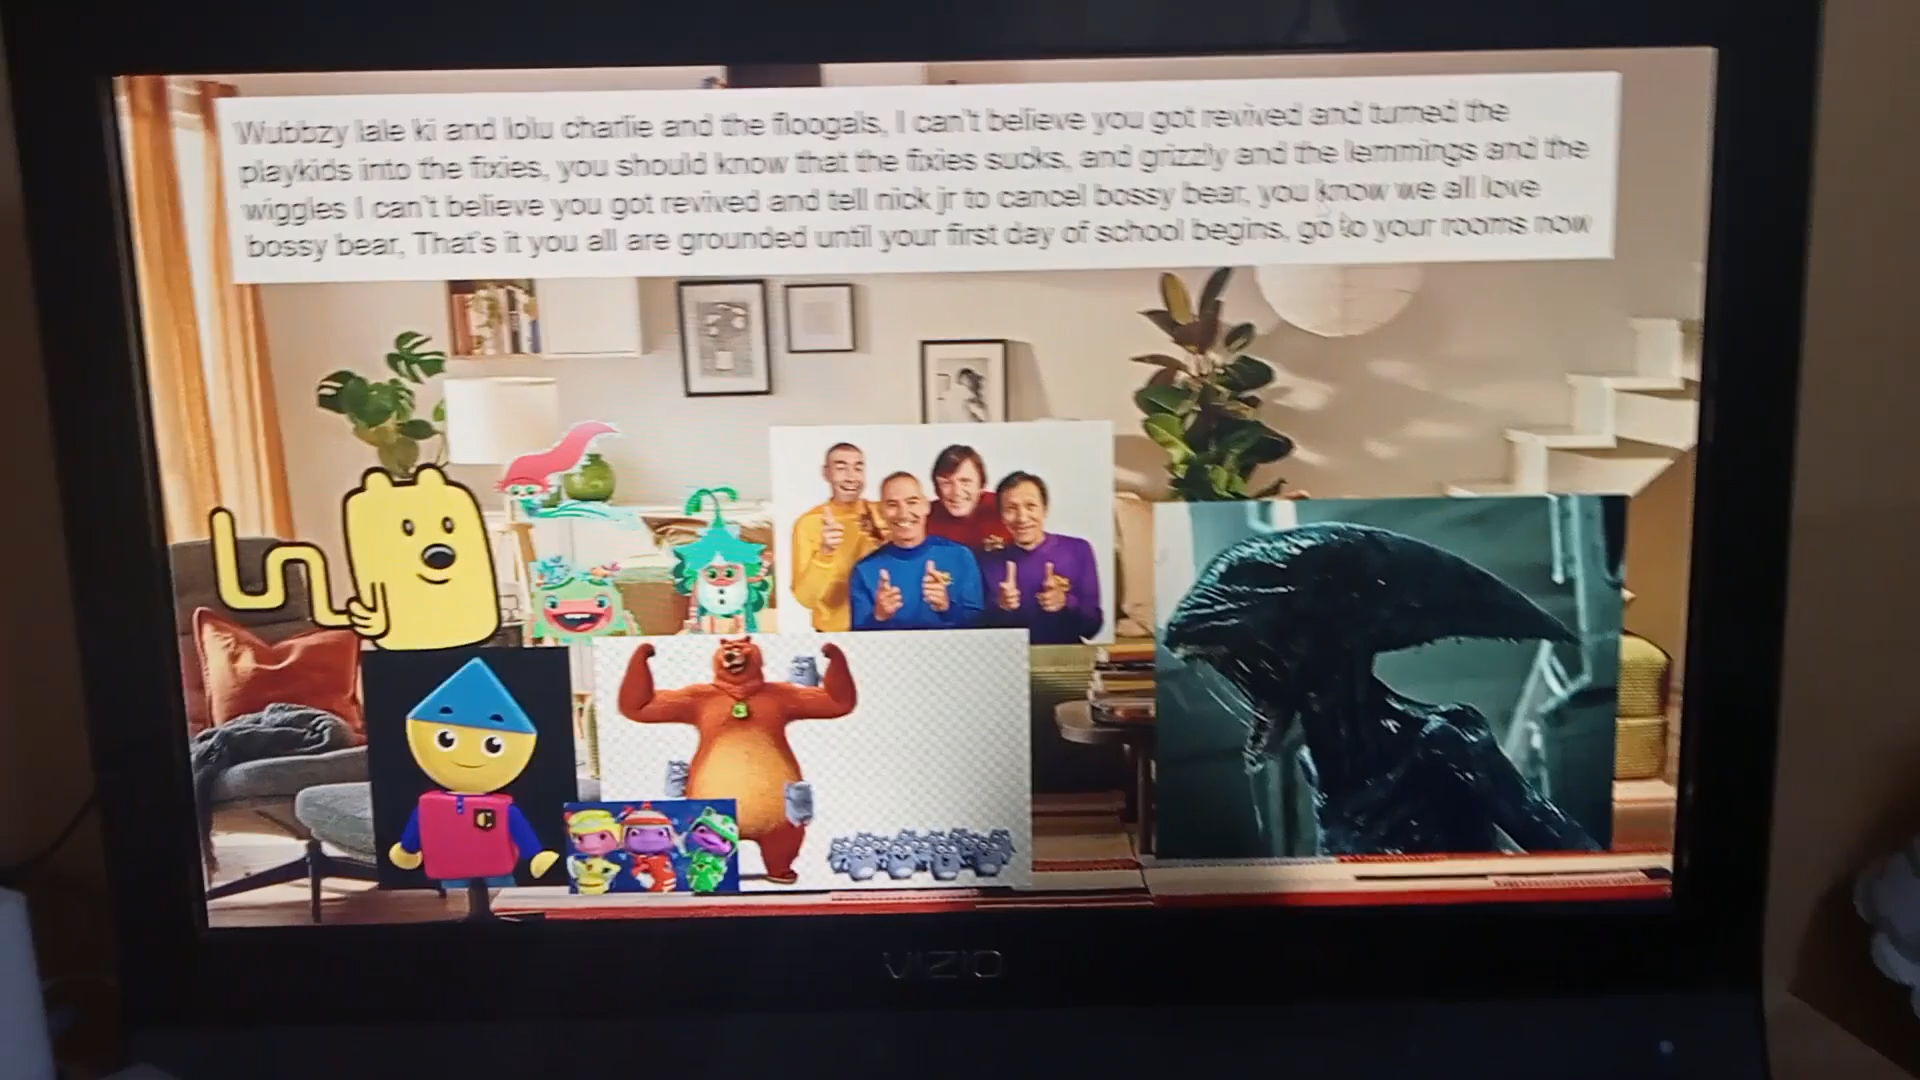 Wubbzy lale ki and lolu charlie and the floogals, I can't believe you got revived and turned the
playkids into the fixies, you should know that the fixies sucks, and grizzly and the lemmings and the
wiggles I can't believe you got revived and tell nick jr to cancel bossy bear, you know we all love
bossy bear, That's it you all are grounded until your first day of school begins, go to your rooms now
C
VIZIO